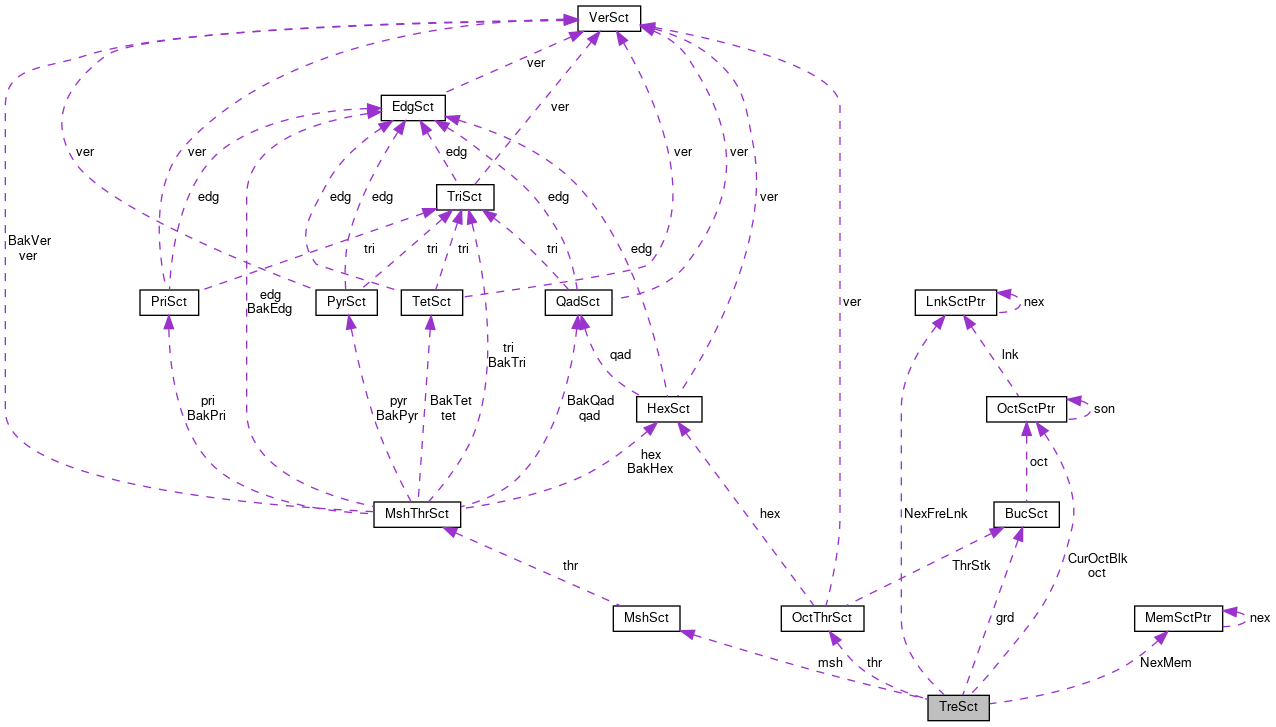 VerSct
ver
EdgSct
ver
ver
ver
edg
ver
ver
TriSct
edg
edg
edg
edg
ver
BakVer
ver
tri
tri
tri
tri
edg
PriSct
edg
BakEdg
PyrSct
TetSct
QadSct
ver
LnkSctPtr
nex
tri
BakTri
qad
lnk
pri
BakPri
pyr
BakPyr
BakTet
tet
BakQad
qad
HexSct
OctSctPtr
son
hex
BakHex
oct
MshThrSct
hex
NexFreLnk
BucSct
thr
ThrStk
CurOctBlk
oct
MshSct
OctThrSct
grd
MemSctPtr
nex
msh
thr
NexMem
TreSct